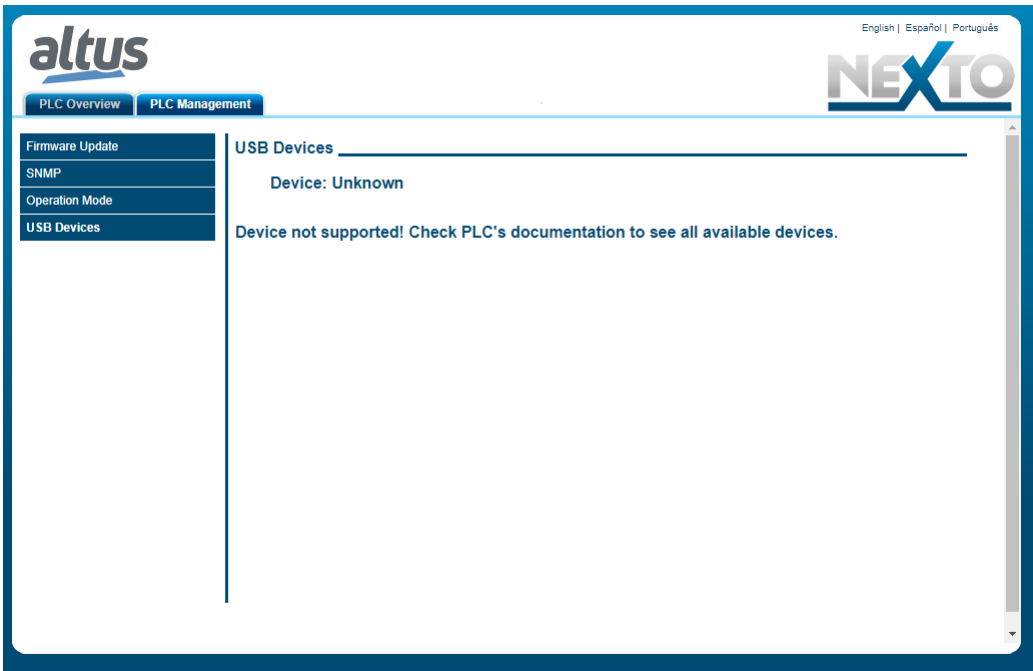 altus
English | Español | Português
NEXTO
PLC Overview PLC Management
Firmware Update
SNMP
Operation Mode
USB Devices
USB Devices
Device: Unknown
Device not supported! Check PLC's documentation to see all available devices.